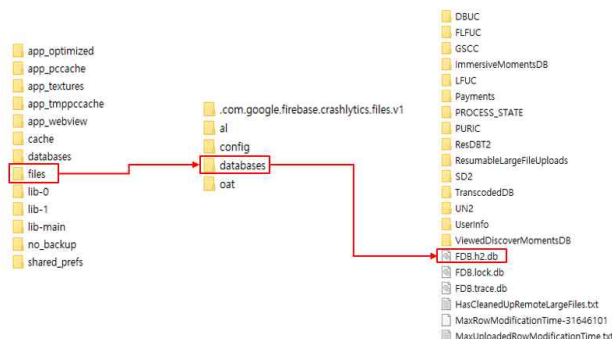 app_optimized
app_pccache
app_textures
app_tmppccache
app_webview
cache
databases
files
lib-0
lib-1
lib-main
no_backup
shared_prefs
.com.google.firebase.crashlytics.files.v1
al
config
databases
oat
DBUC
FLFUC
GSCC
ImmersiveMomentsDB
LFUC
Payments
PROCESS_STATE
PURIC
ResDBT2
ResumableLargeFileUploads
SD2
TranscodedDB
UN2
UserInfo
ViewedDiscoverMomentsDB
FDB.h2.db
FDB.lock.db
FDB.trace.db
HasCleanedUpRemoteLargeFiles.txt
MaxRowModificationTime-31646101
MaxUploadedRowModificationTime.txt